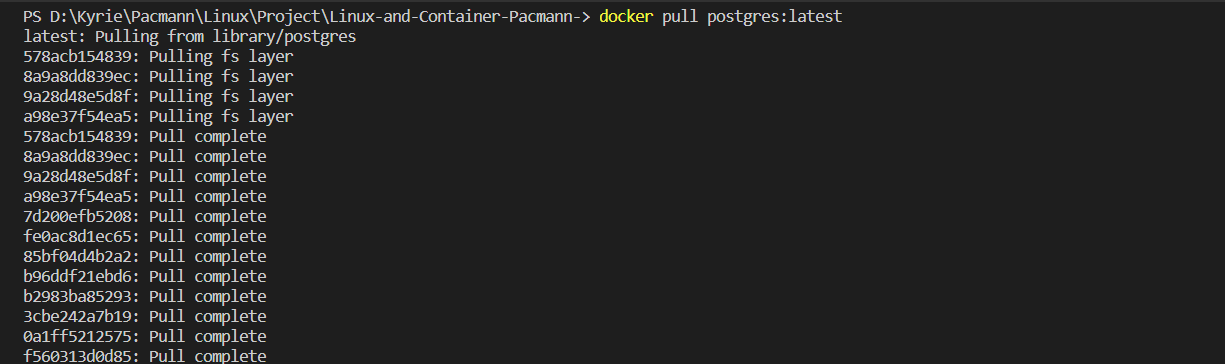 PS D:\Kyrie\Pacmann\Linux\Project\Linux-and-Container-Pacmann-> docker pull postgres:latest
latest: Pulling from library/postgres
578acb154839: Pulling fs layer
8a9a8dd839ec: Pulling fs layer
9a28d48e5d8f: Pulling fs layer
a98e37f54ea5: Pulling fs layer
578acb154839: Pull complete
8a9a8dd839ec: Pull complete
9a28d48e5d8f: Pull complete
a98e37f54ea5: Pull complete
7d200efb5208: Pull complete
fe0ac8d1ec65: Pull complete
85bf04d4b2a2: Pull complete
b96ddf21ebd6: Pull complete
b2983ba85293: Pull complete
3cbe242a7b19: Pull complete
0a1ff5212575: Pull complete
f560313d0d85: Pull complete